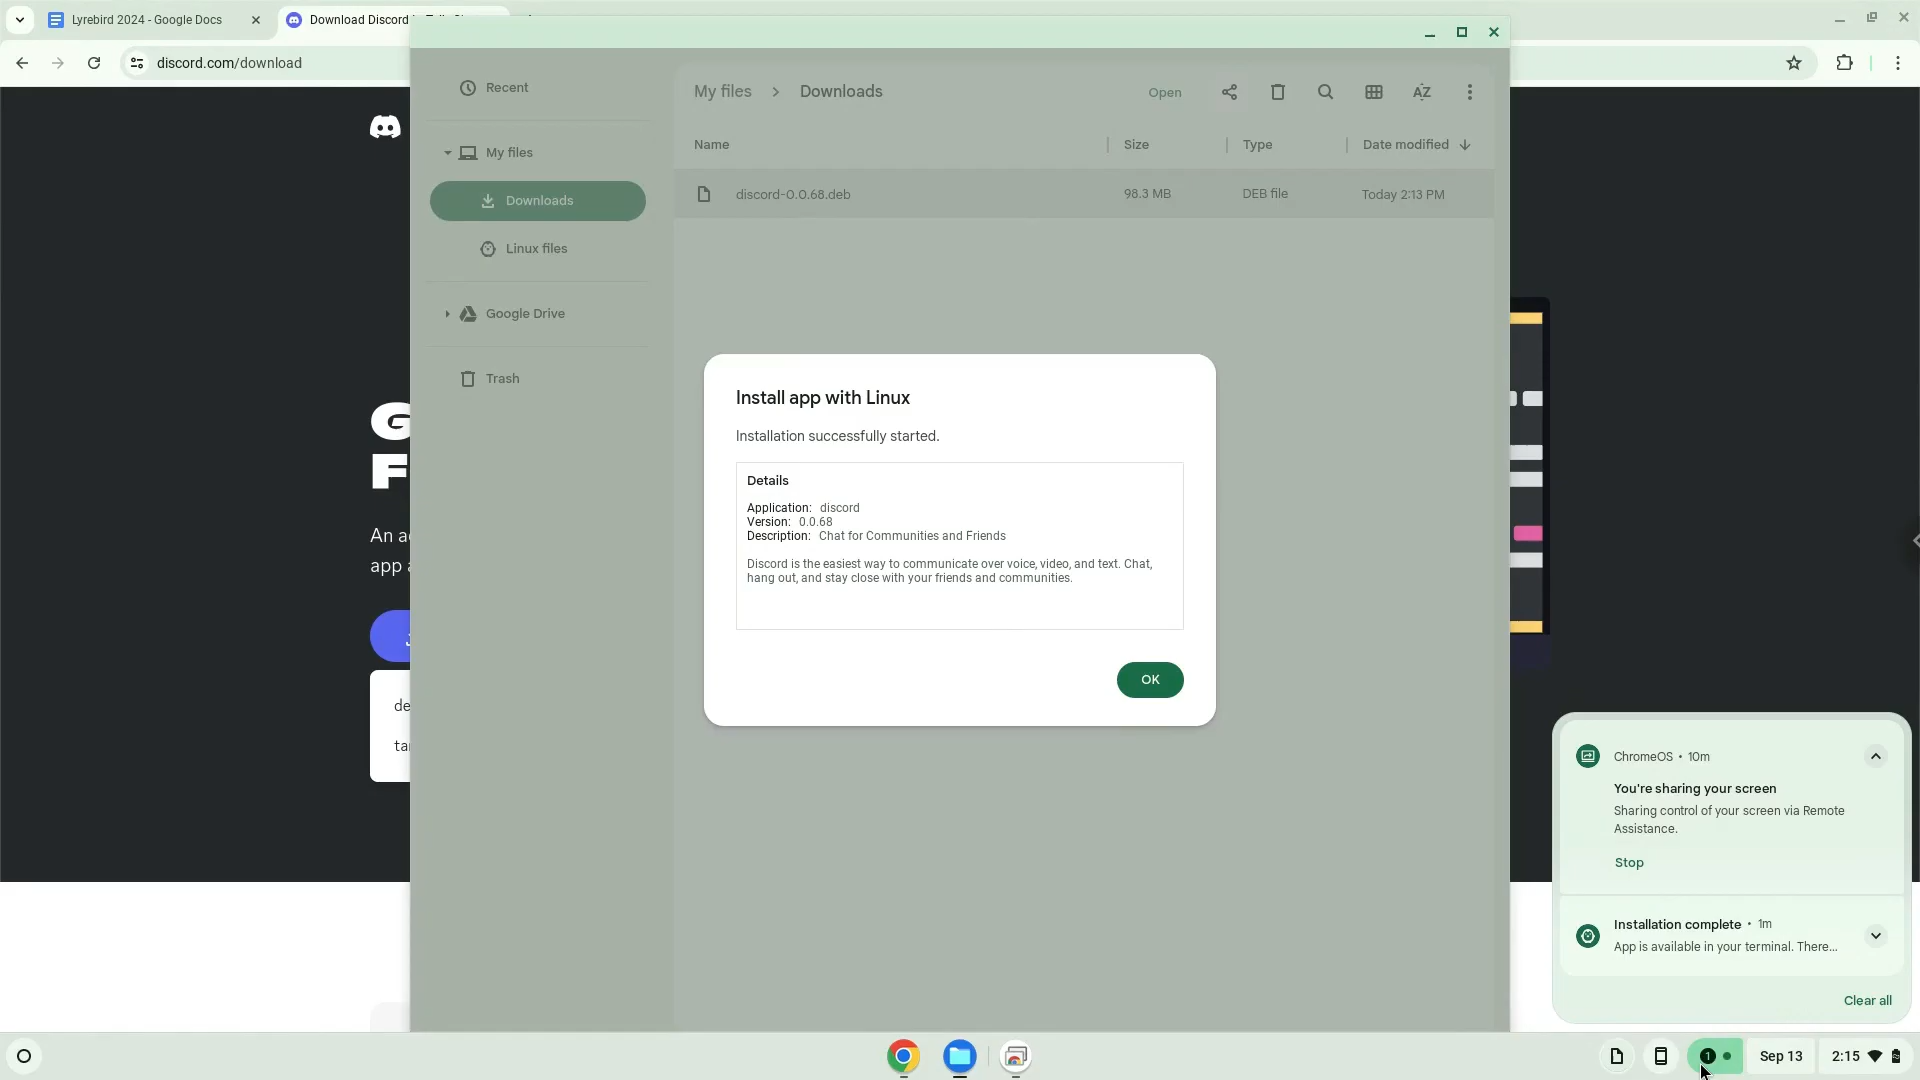 Lyrebird 2024 - Google Docs
Download Discord
discord.com/download
Recent
My files
Downloads
Linux files
Google Drive
Trash
My files > Downloads
Open
AZ
Name
Size
Type
Date modified
discord-0.0.68.deb
98.3 MB
DEB file
Today 2:13 PM
G
F
An a
app
de
ta
Install app with Linux
Installation successfully started.
Details
Application: discord
Version: 0.0.68
Description: Chat for Communities and Friends
Discord is the easiest way to communicate over voice, video, and text. Chat,
hang out, and stay close with your friends and communities.
OK
ChromeOS • 10m
You're sharing your screen
Sharing control of your screen via Remote
Assistance.
Stop
Installation complete • 1m
App is available in your terminal. There...
Clear all
1
Sep 13
2:15